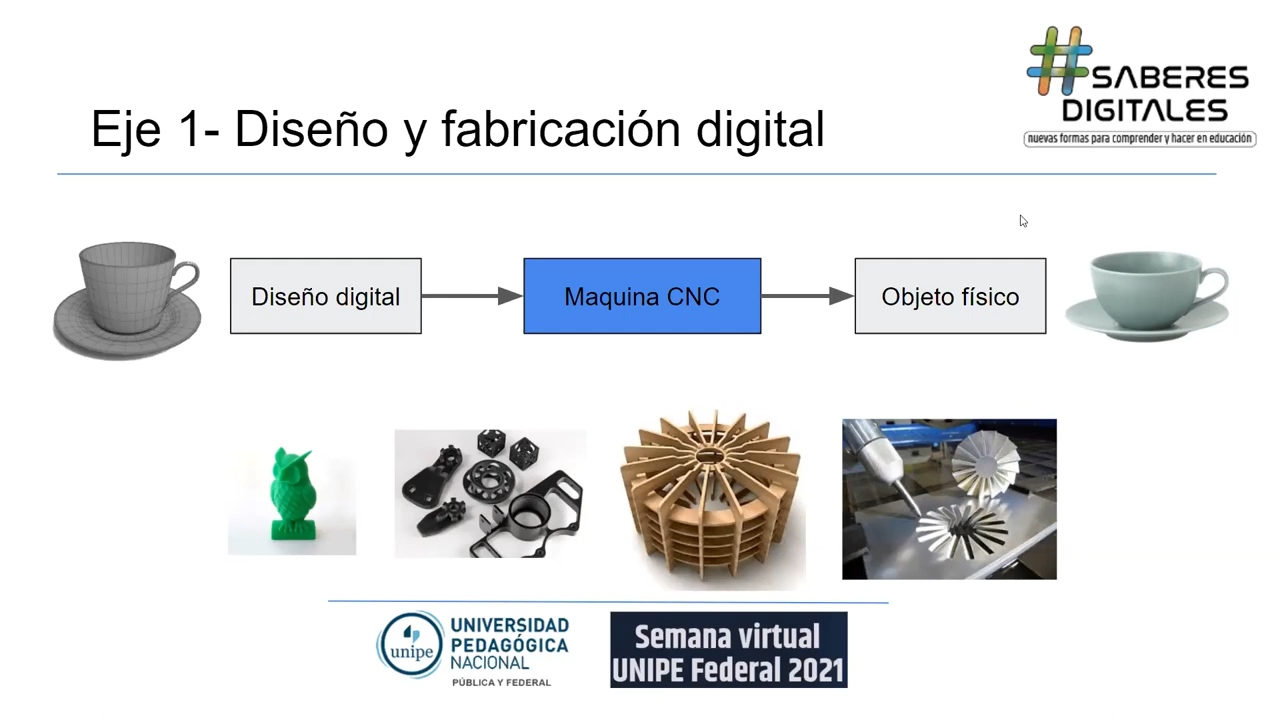 #SABERES
DIGITALES
nuevas formas para comprender y hacer en educación
Eje 1- Diseño y fabricación digital
Diseño digital
Maquina CNC
Objeto físico
unipe
UNIVERSIDAD
PEDAGÓGICA
NACIONAL
PÚBLICA Y FEDERAL
Semana virtual
UNIPE Federal 2021